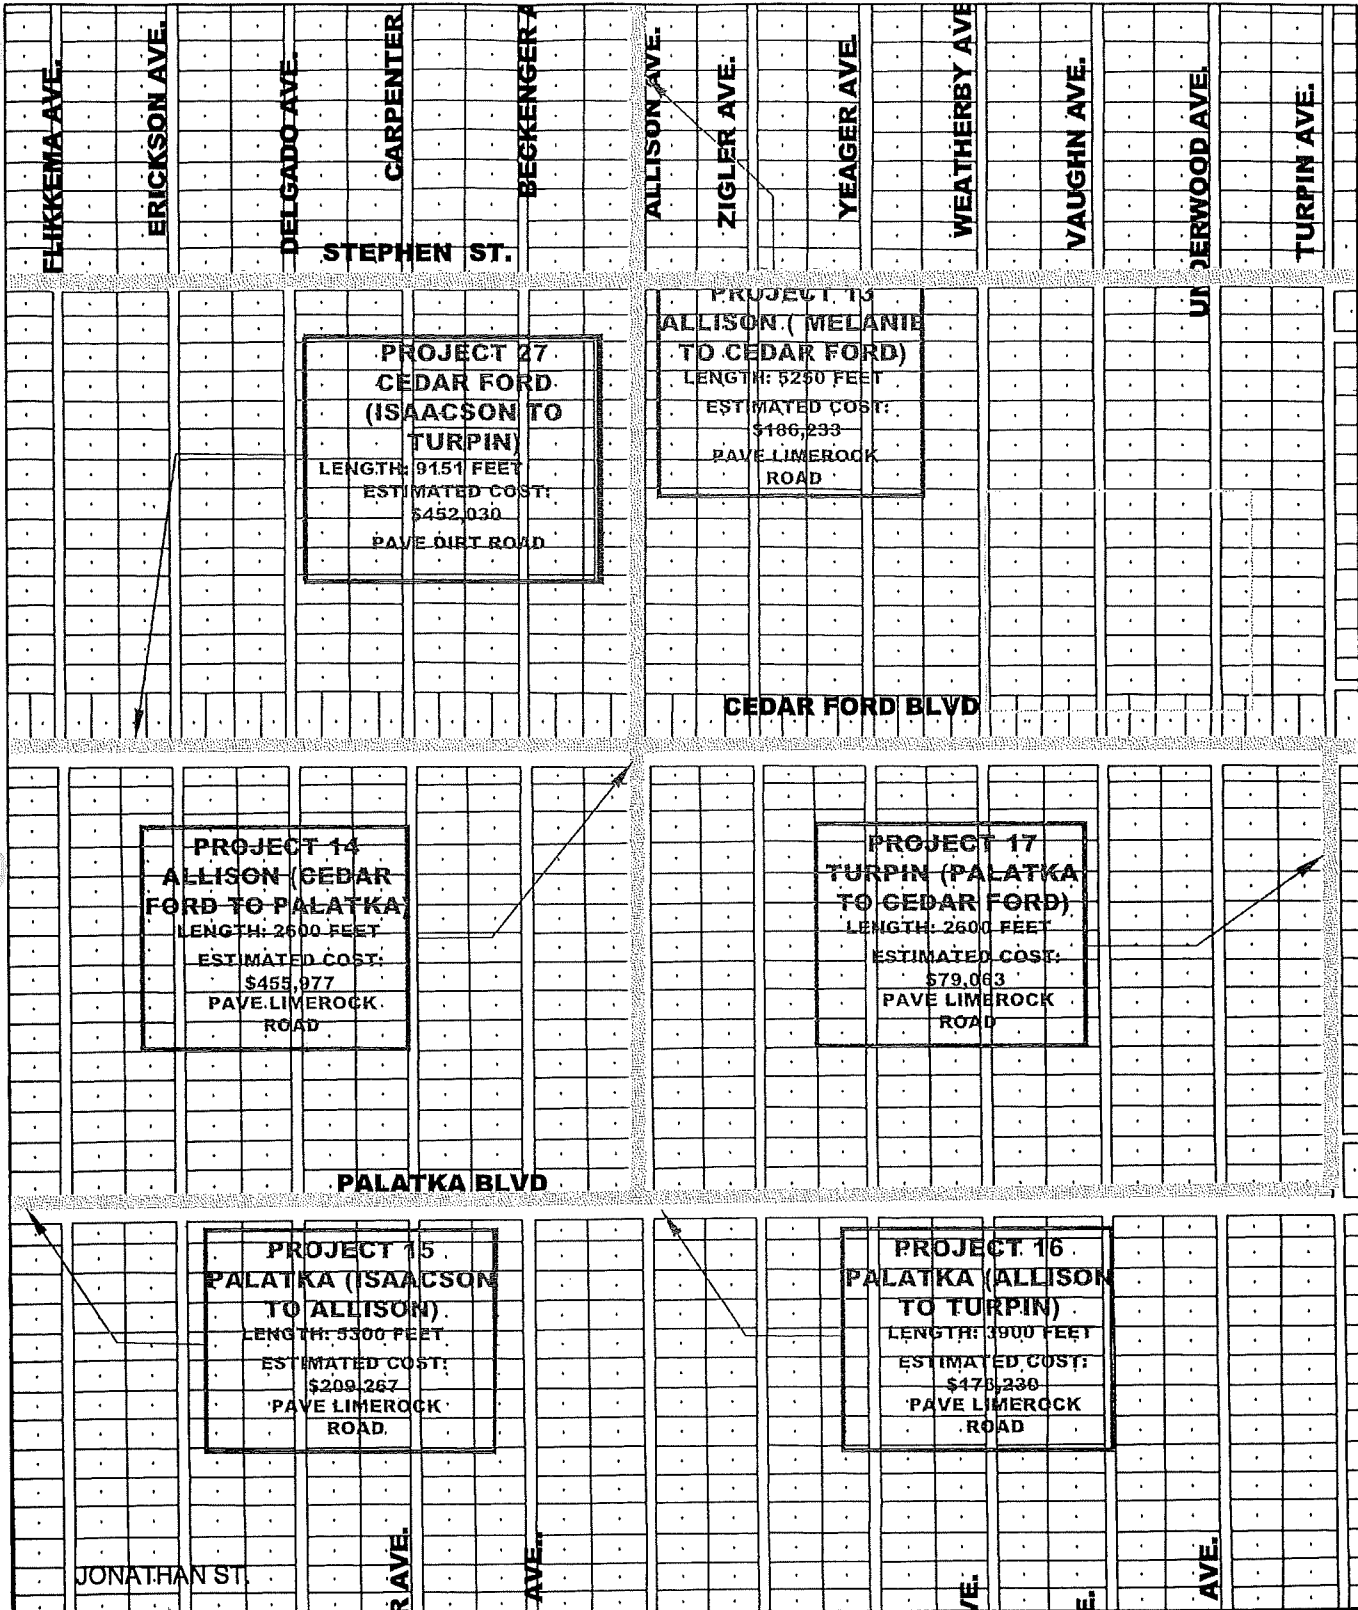 FLIKKEMA AVE.
ERICKSON AVE.
DELGADO AVE.
CARPENTER
BECKENGER A
ALLISON AVE.
ZIGLER AVE.
YEAGER AVE.
WEATHERBY AVE
VAUGHN AVE.
UNDERWOOD AVE.
TURPIN AVE.
STEPHEN ST.
PROJECT 27
CEDAR FORD
(ISAACSON TO
TURPIN)
LENGTH: 9151 FEET
ESTIMATED COST:
$452,030
PAVE DIRT ROAD
PROJECT 13
ALLISON ( MELANIE
TO CEDAR FORD)
LENGTH: 5250 FEET
ESTIMATED COST:
$186,233
PAVE LIMEROCK
ROAD
CEDAR FORD BLVD
PROJECT 14
ALLISON (CEDAR
FORD TO PALATKA)
LENGTH: 2600 FEET
ESTIMATED COST:
$455,977
PAVE LIMEROCK
ROAD
PROJECT 17
TURPIN (PALATKA
TO CEDAR FORD)
LENGTH: 2600 FEET
ESTIMATED COST:
$79,063
PAVE LIMEROCK
ROAD
PALATKA BLVD
PROJECT 15
PALATKA (ISAACSON
TO ALLISON)
LENGTH: 5300 FEET
ESTIMATED COST:
$209,267
PAVE LIMEROCK
ROAD
PROJECT 16
PALATKA (ALLISON
TO TURPIN)
LENGTH: 3900 FEET
ESTIMATED COST:
PAVE LIMEROCK
ROAD
JONATHAN ST.
R AVE.
AVE.
VE.
E.
AVE.